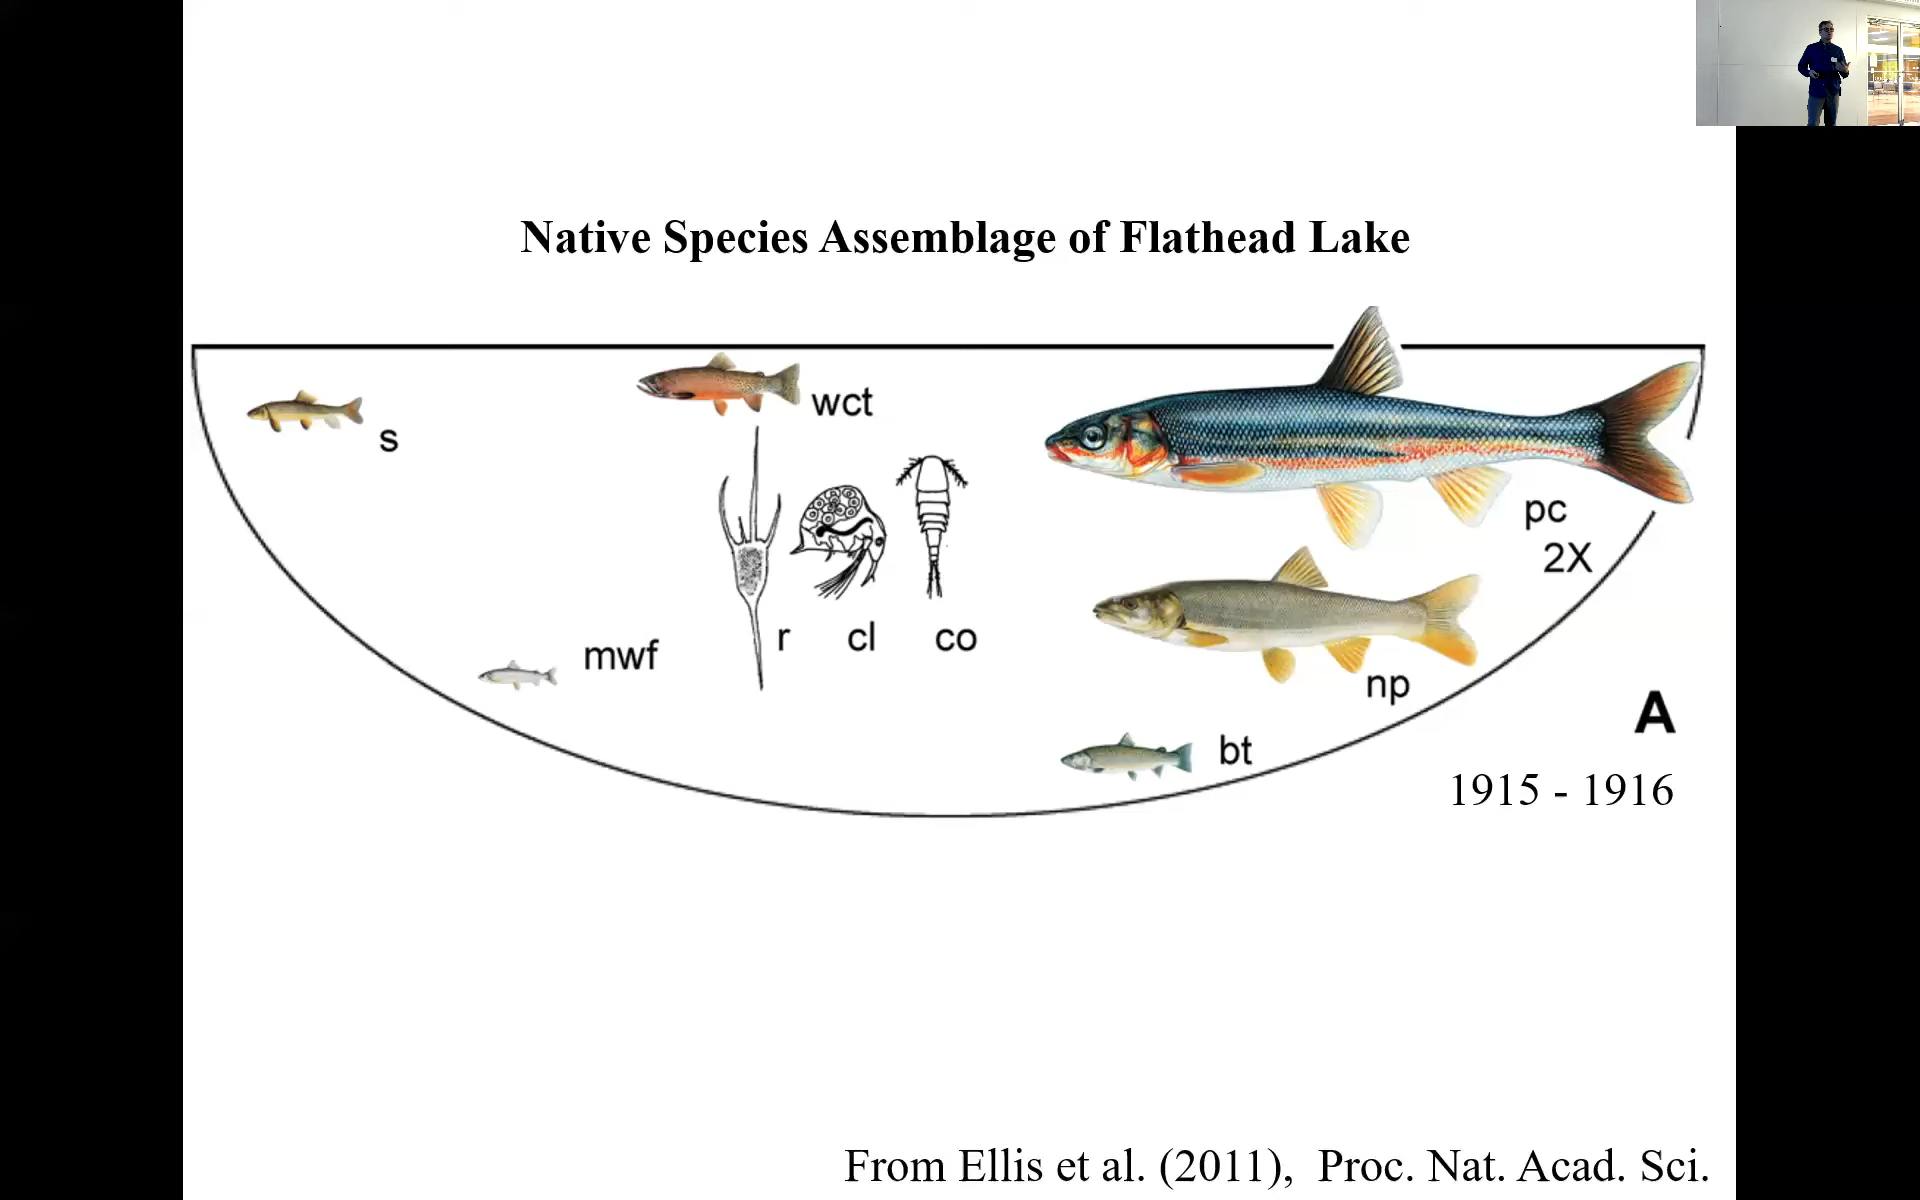 Native Species Assemblage of Flathead Lake
s
wct
pc
2X
mwf
r
cl
co
np
bt
A
1915 - 1916
From Ellis et al. (2011), Proc. Nat. Acad. Sci.